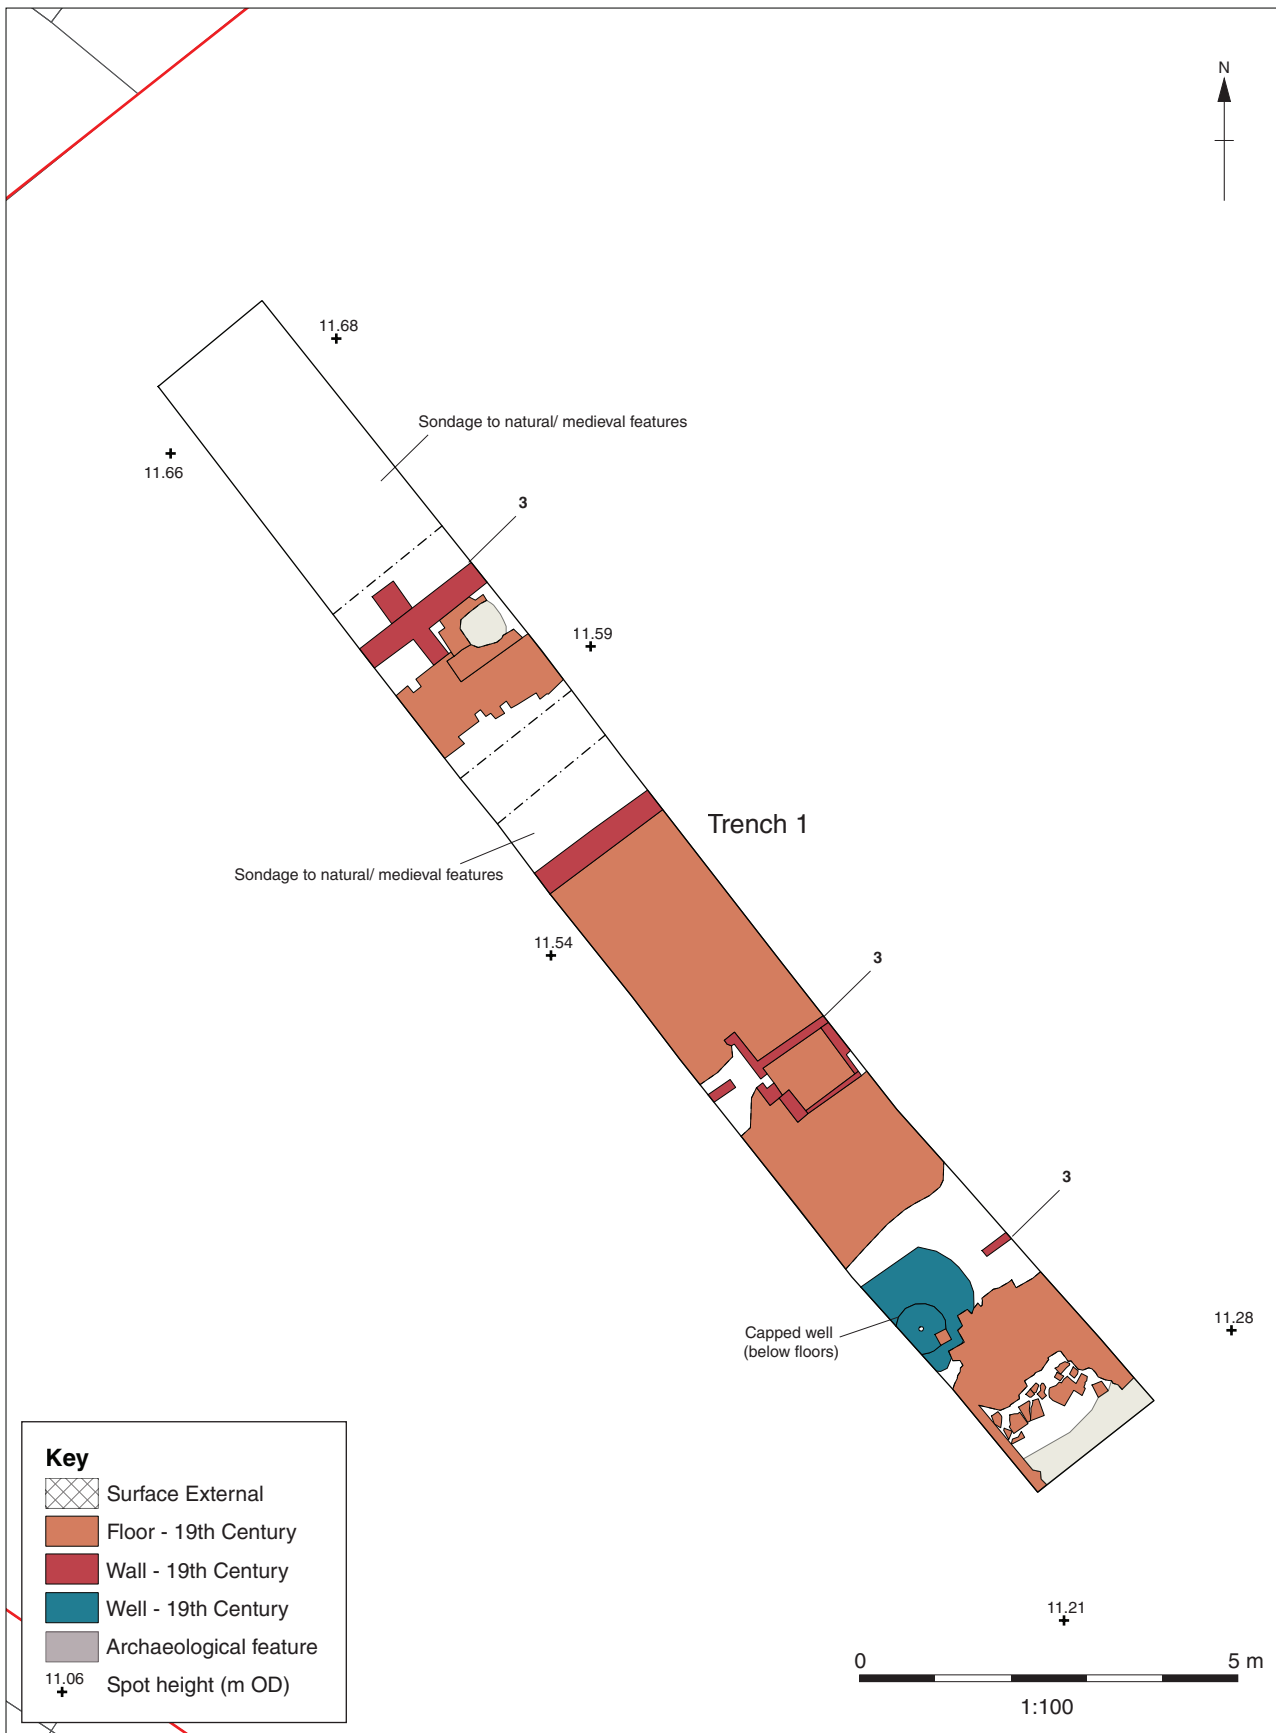 N
11.68
Sondage to natural/ medieval features
11.66
3
11.59
Trench 1
Sondage to natural/ medieval features
11.54
3
3
11.28
Capped well
(below floors)
11.21
Key
Surface External
Floor - 19th Century
Wall - 19th Century
Well - 19th Century
Archaeological feature
11.06 Spot height (m OD)
0 5 m
1:100